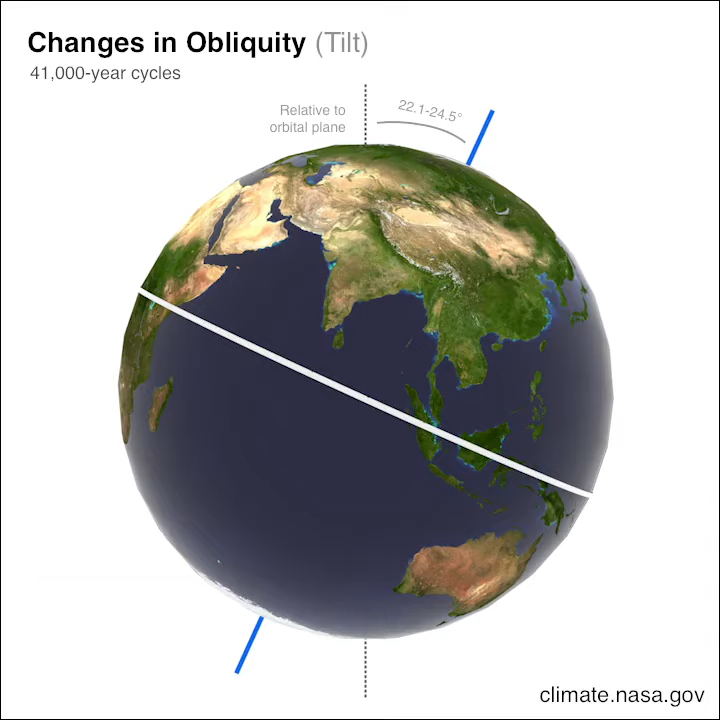 Changes in Obliquity (Tilt)
41,000-year cycles
Relative to
orbital plane
22.1-24.5°
climate.nasa.gov